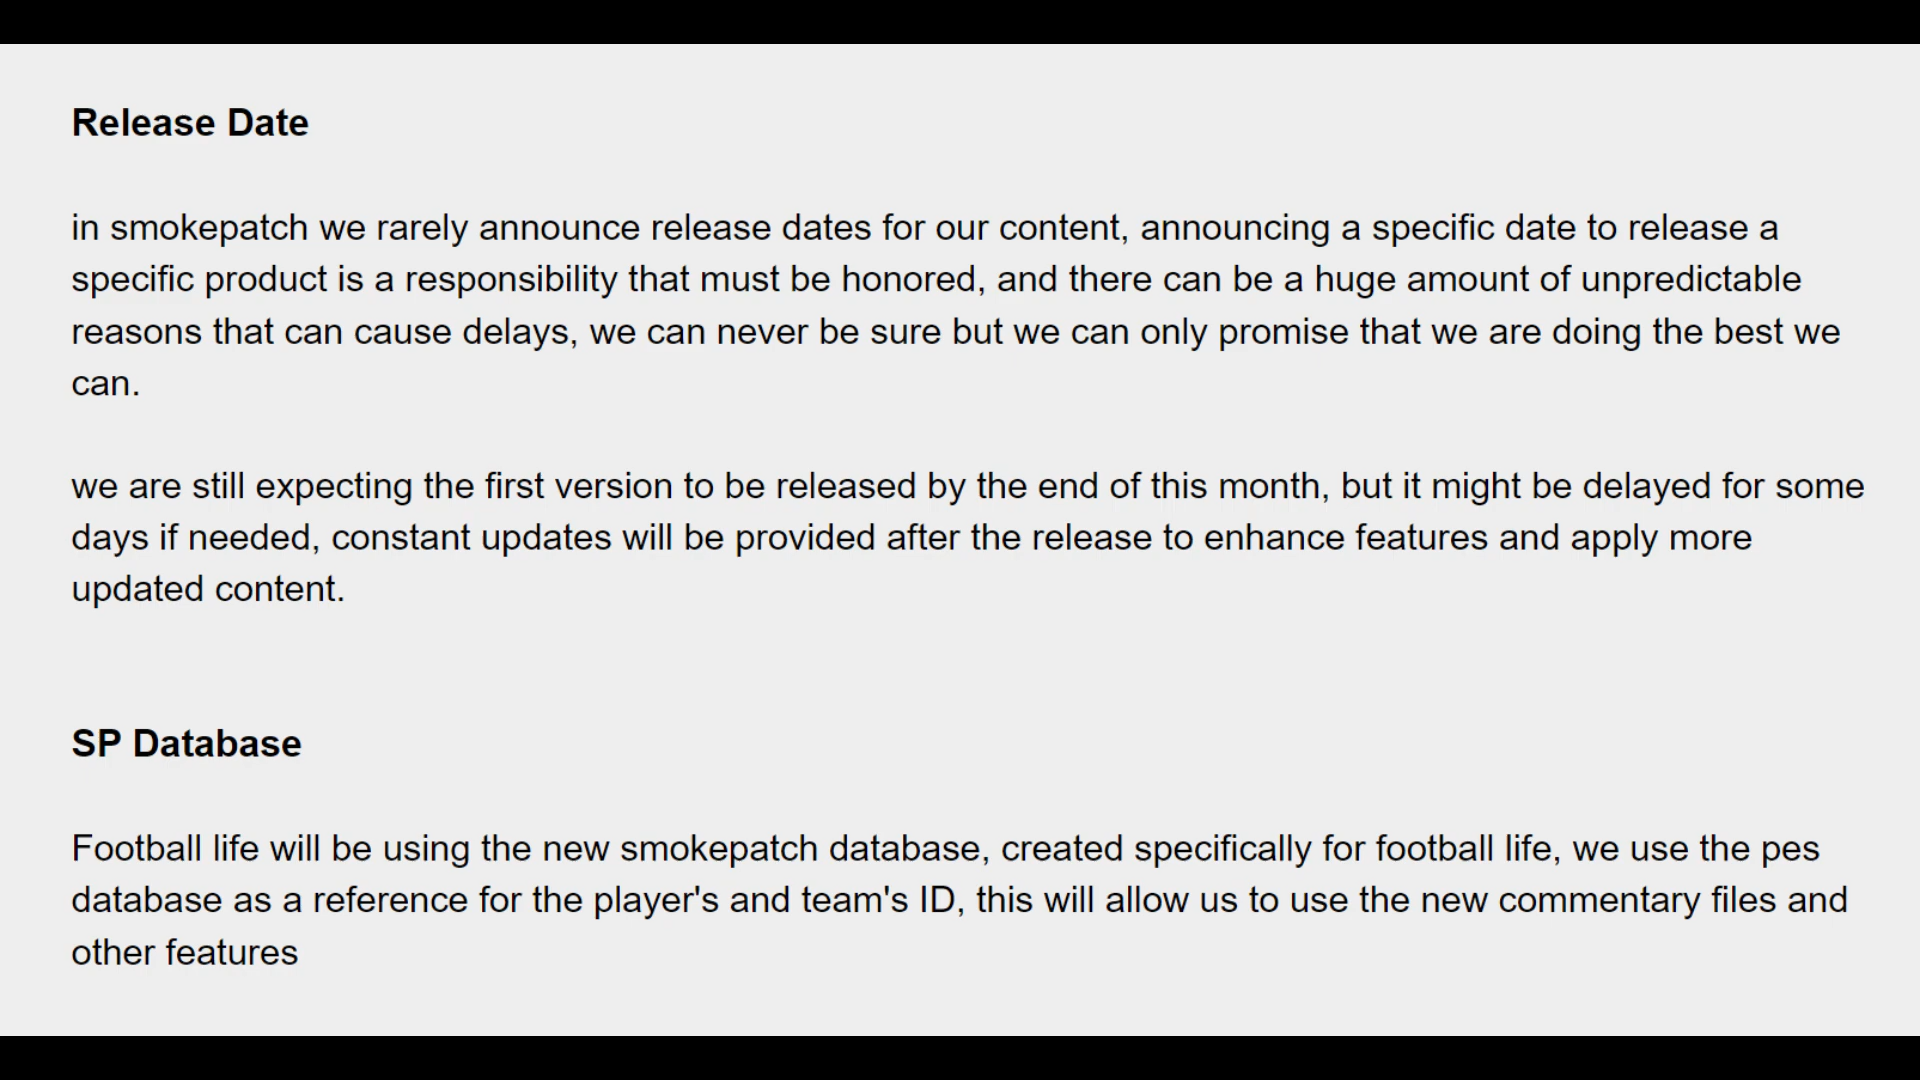 Release Date
in smokepatch we rarely announce release dates for our content, announcing a specific date to release a
specific product is a responsibility that must be honored, and there can be a huge amount of unpredictable
reasons that can cause delays, we can never be sure but we can only promise that we are doing the best we
can.
we are still expecting the first version to be released by the end of this month, but it might be delayed for some
days if needed, constant updates will be provided after the release to enhance features and apply more
updated content.
SP Database
Football life will be using the new smokepatch database, created specifically for football life, we use the pes
database as a reference for the player's and team's ID, this will allow us to use the new commentary files and
other features